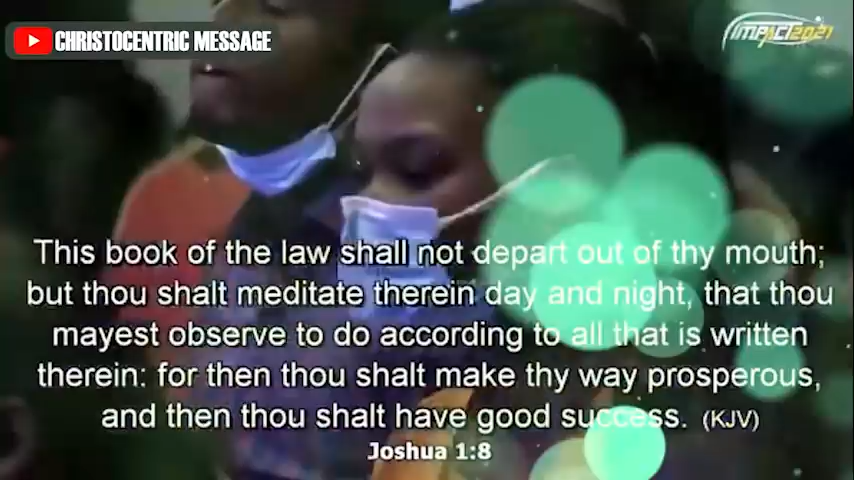 CHRISTOCENTRIC MESSAGE
IMPACT2021
This book of the law shall not depart out of thy mouth;
but thou shalt meditate therein day and night, that thou
mayest observe to do according to all that is written
therein: for then thou shalt make thy way prosperous,
and then thou shalt have good success. (KJV)
Joshua 1:8